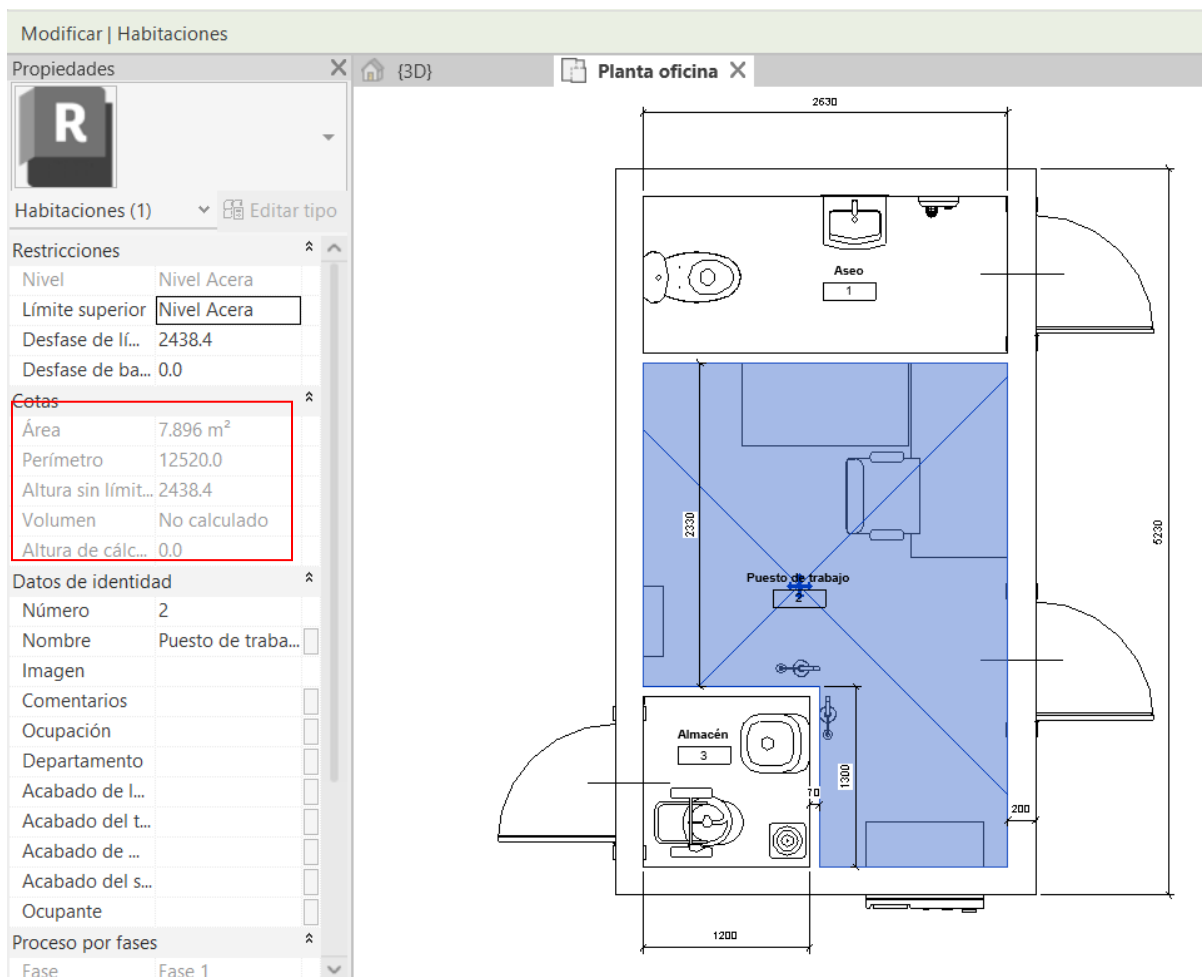 Modificar | Habitaciones
Propiedades
{3D}
Planta oficina
R
Habitaciones (1)
Editar tipo
Restricciones
Nivel Nivel Acera
Límite superior Nivel Acera
Desfase de lí... 2438.4
Desfase de ba... 0.0
Cotas
Área 7.896 m²
Perímetro 12520.0
Altura sin límit... 2438.4
Volumen No calculado
Altura de cálc... 0.0
Datos de identidad
Número 2
Nombre Puesto de traba...
Imagen
Comentarios
Ocupación
Departamento
Acabado de l...
Acabado del t...
Acabado de ...
Acabado del s...
Ocupante
Proceso por fases
Fase Fase 1
2630
Aseo
1
2330
5230
Puesto de trabajo
2
Almacén
3
1300
70
200
1200